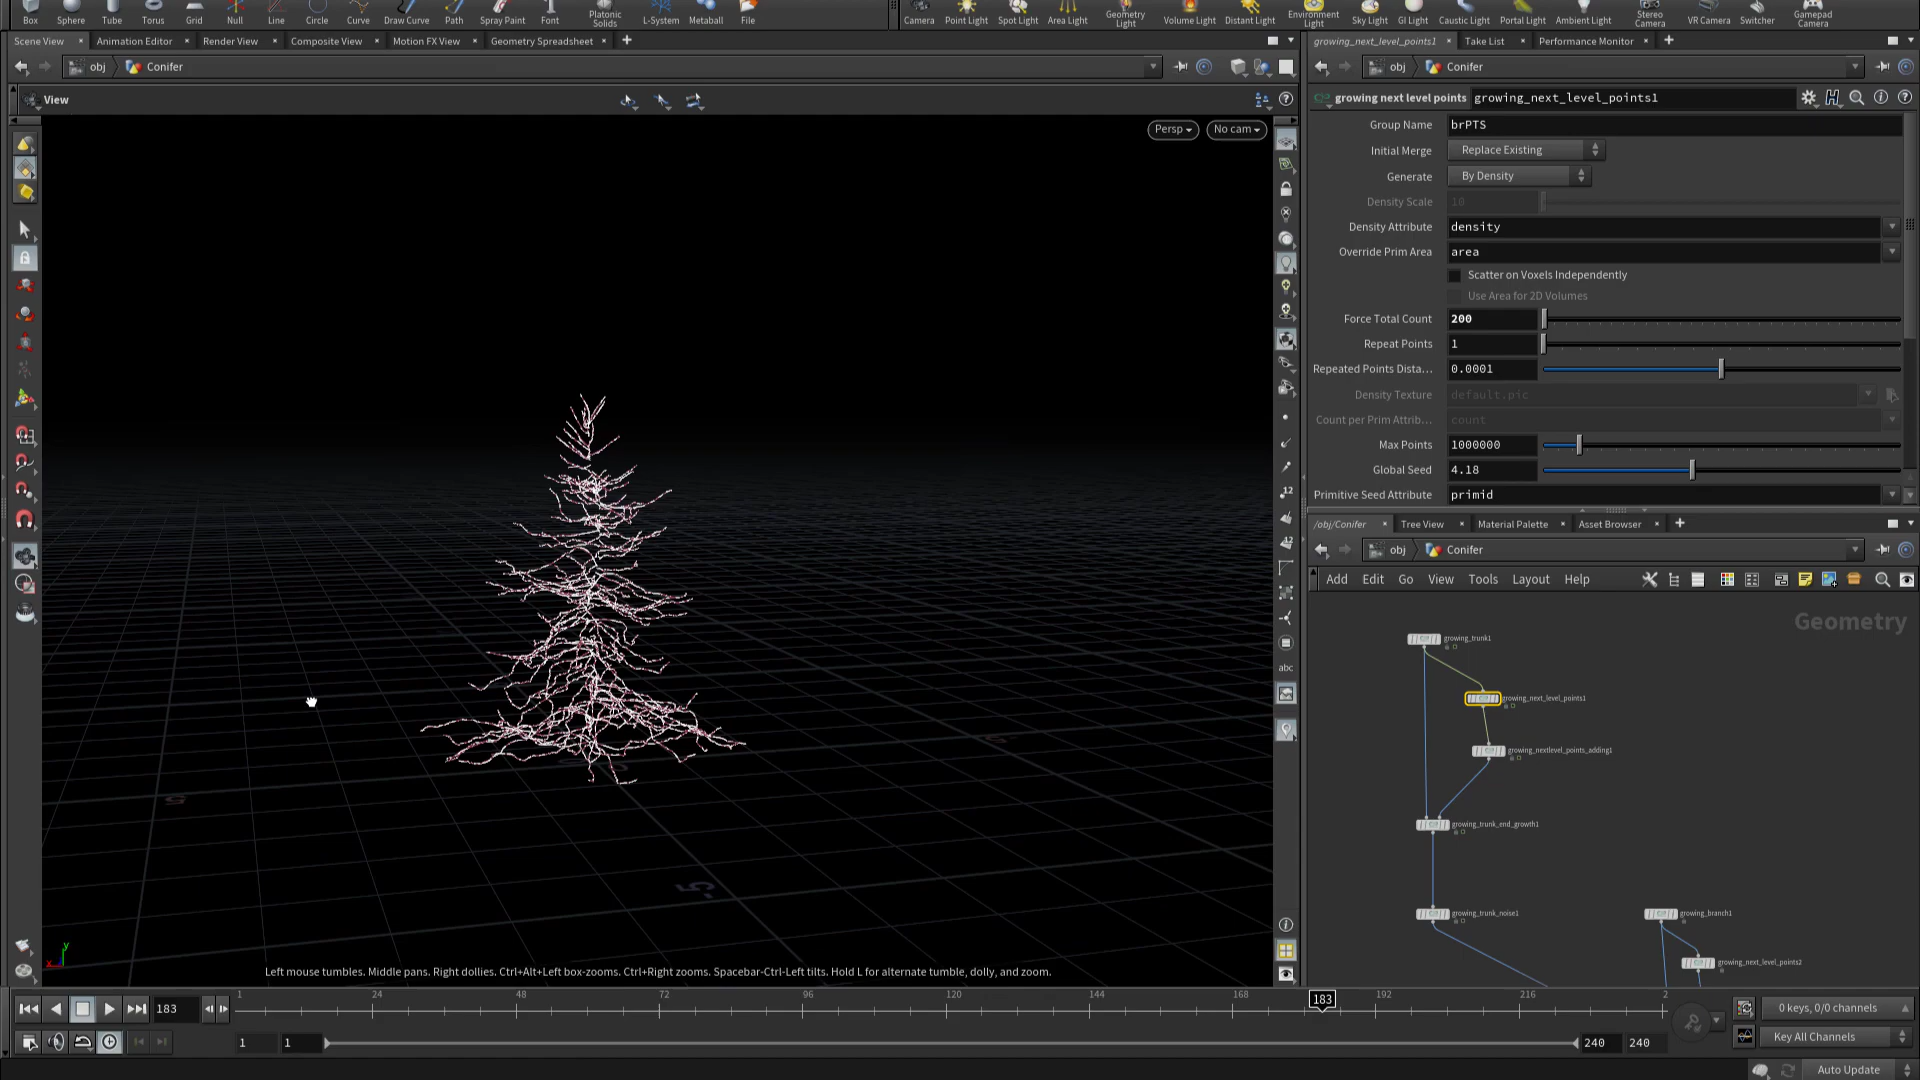 Box Sphere Tube Torus Grid Null Line Circle Curve Draw Curve Path Spray Paint Font Platonic Solids L-System Metaball File
Camera Point Light Spot Light Area Light Geometry Light Volume Light Distant Light Environment Light Sky Light GI Light Caustic Light Portal Light Ambient Light Stereo Camera VR Camera Switcher Gamepad Camera
Scene View Animation Editor Render View Composite View Motion FX View Geometry Spreadsheet
growing_next_level_points1 Take List Performance Monitor
obj Conifer
obj Conifer
View
Persp No cam
growing next level points growing_next_level_points1
Group Name brPTS
Initial Merge Replace Existing
Generate By Density
Density Scale 10
Density Attribute density
Override Prim Area area
Scatter on Voxels Independently
Use Area for 2D Volumes
Force Total Count 200
Repeat Points 1
Repeated Points Dista... 0.0001
Density Texture default.pic
Count per Prim Attrib... count
Max Points 1000000
Global Seed 4.18
Primitive Seed Attribute primid
12
12
abc
/obj/Conifer Tree View Material Palette Asset Browser
obj Conifer
Add Edit Go View Tools Layout Help
Geometry
growing_trunk1
growing_next_level_points1
growing_nextlevel_points_adding1
growing_trunk_end_growth1
growing_trunk_noise1
growing_branch1
growing_next_level_points2
5
-5
y
x
Left mouse tumbles. Middle pans. Right dollies. Ctrl+Alt+Left box-zooms. Ctrl+Right zooms. Spacebar-Ctrl-Left tilts. Hold L for alternate tumble, dolly, and zoom.
183
1 24 48 72 96 120 144 168 183 192 216 2
0 keys, 0/0 channels
1 1 240 240
Key All Channels
Auto Update